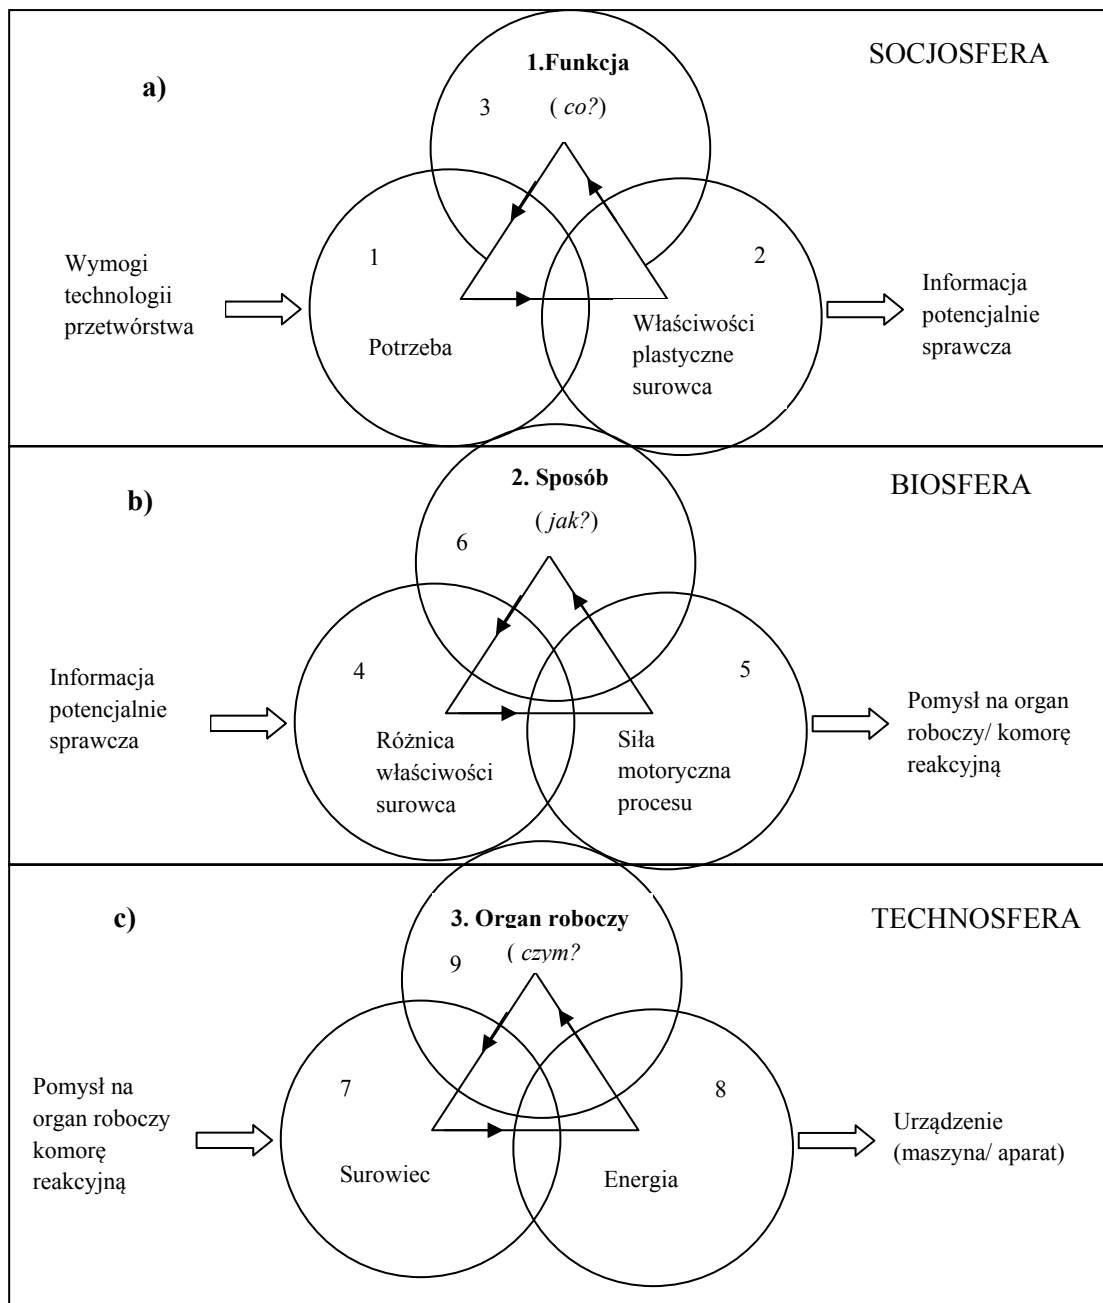 SOCJOSFERA
a)
1.Funkcja
( co?)
3
1
2
Wymogi
technologii
przetwórstwa
Potrzeba
Właściwości
plastyczne
surowca
Informacja
potencjalnie
sprawcza
BIOSFERA
b)
2. Sposób
( jak?)
6
4
5
Informacja
potencjalnie
sprawcza
Różnica
właściwości
surowca
Siła
motoryczna
procesu
Pomysł na organ
roboczy/ komorę
reakcyjną
TECHNOSFERA
c)
3. Organ roboczy
( czym?
9
7
8
Pomysł na
organ roboczy
komorę
reakcyjną
Surowiec
Energia
Urządzenie
(maszyna/ aparat)